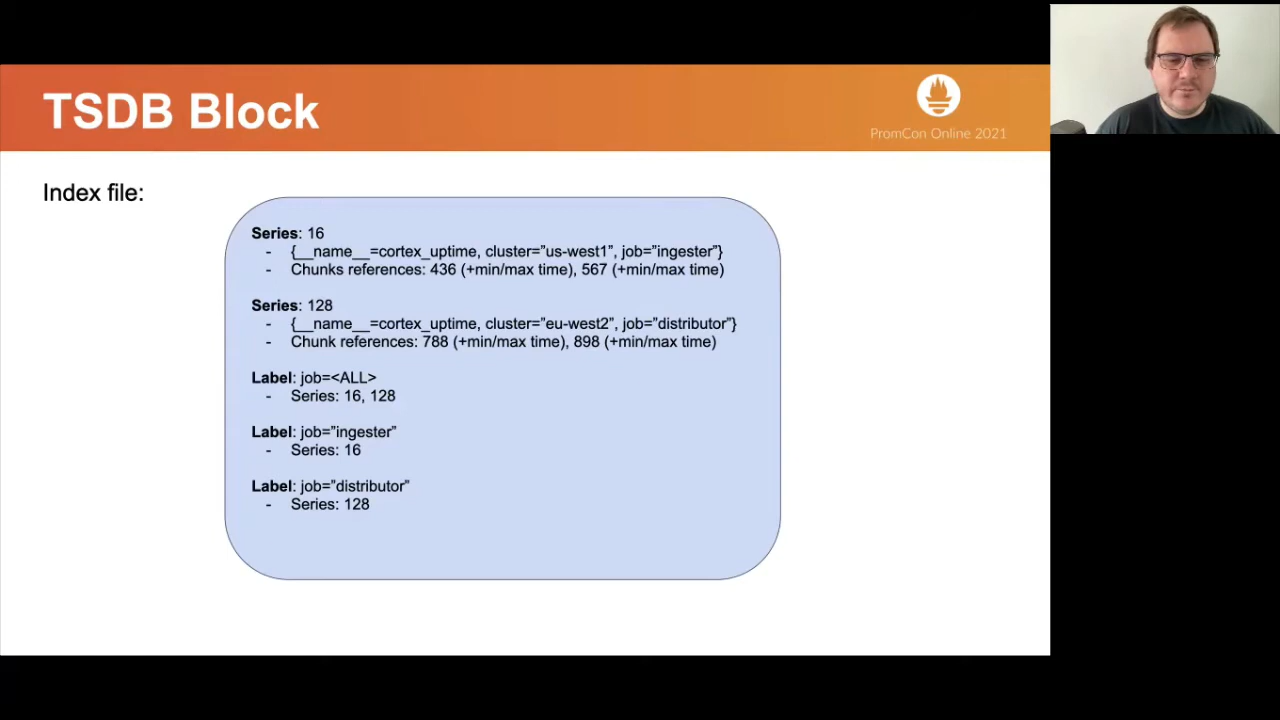 TSDB Block
PromCon Online 2021
Index file:
Series: 16
- {__name__=cortex_uptime, cluster=”us-west1”, job=”ingester”}
- Chunks references: 436 (+min/max time), 567 (+min/max time)
Series: 128
- {__name__=cortex_uptime, cluster=”eu-west2”, job=”distributor”}
- Chunk references: 788 (+min/max time), 898 (+min/max time)
Label: job=<ALL>
- Series: 16, 128
Label: job=”ingester”
- Series: 16
Label: job=”distributor”
- Series: 128